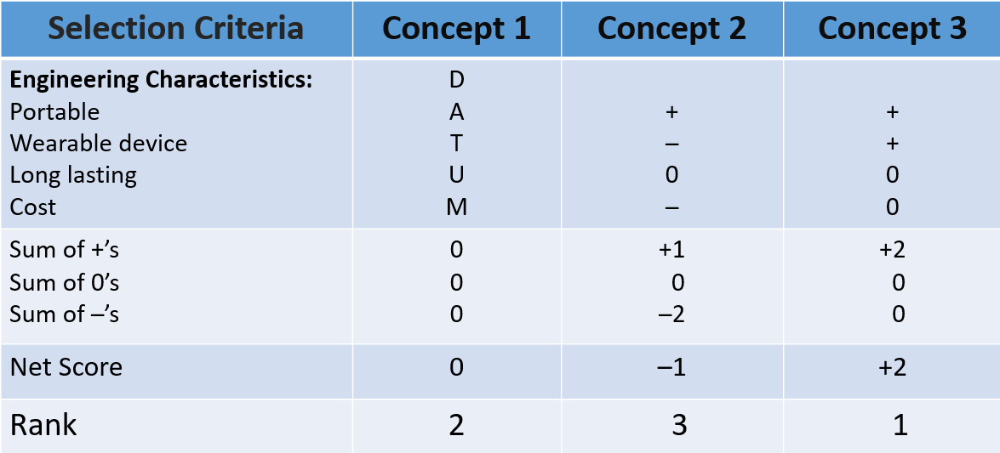 Selection Criteria Concept 1 Concept 2 Concept 3
Engineering Characteristics: D
Portable A + +
Wearable device T – +
Long lasting U 0 0
Cost M – 0
Sum of +’s 0 +1 +2
Sum of 0’s 0 0 0
Sum of –’s 0 –2 0
Net Score 0 –1 +2
Rank 2 3 1